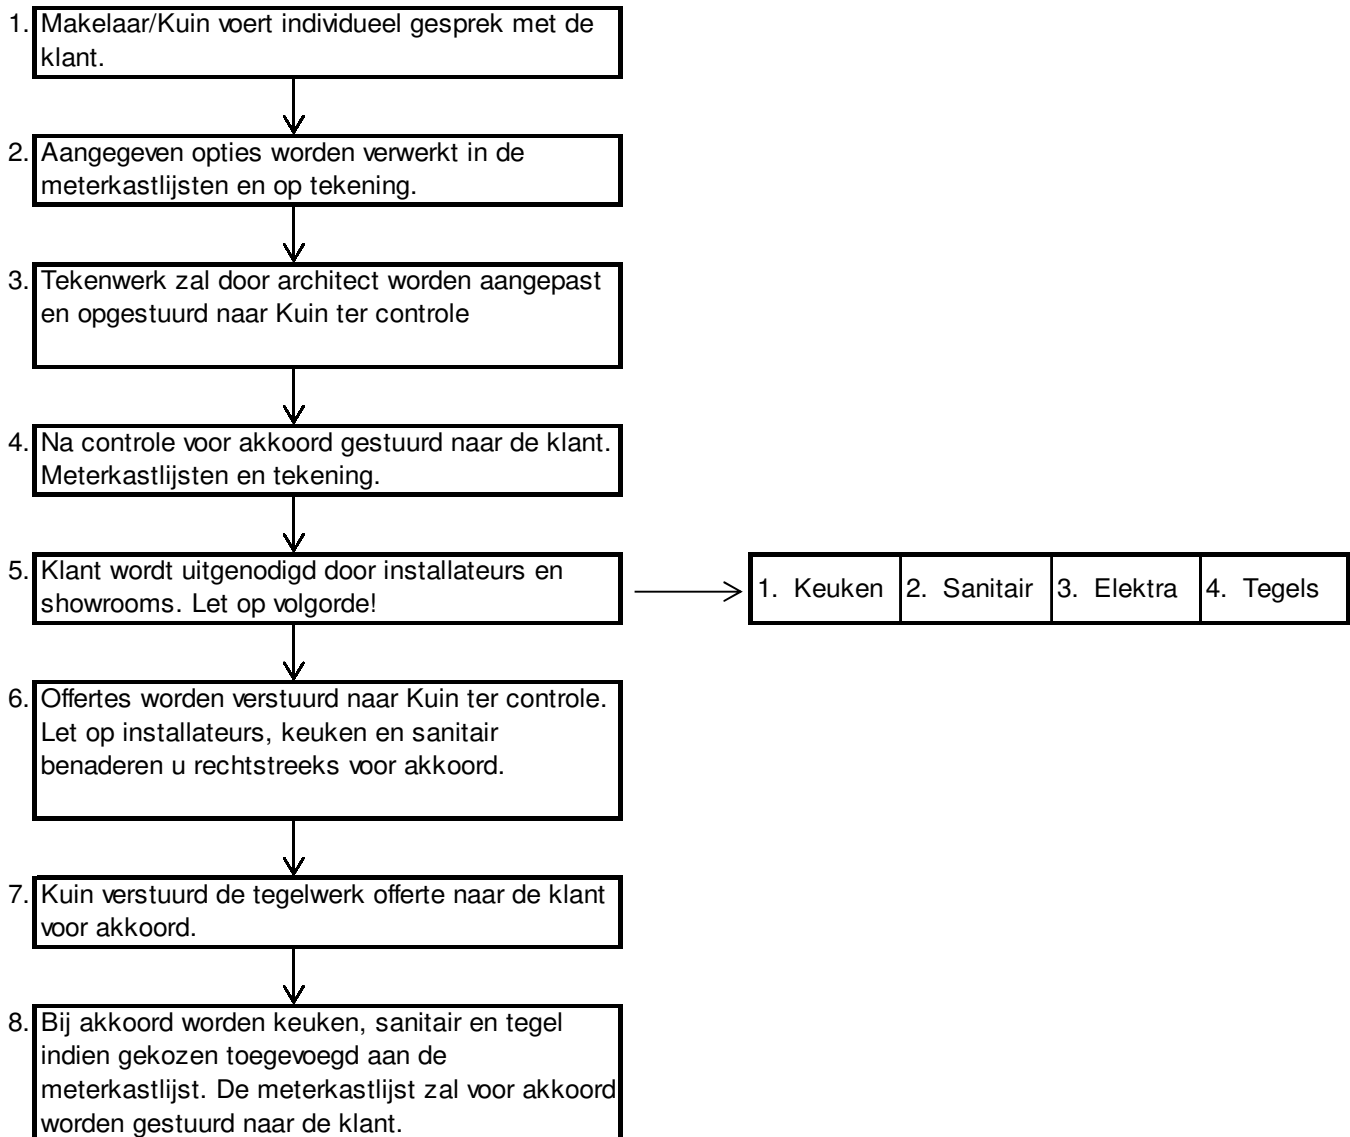 1. Makelaar/Kuin voert individueel gesprek met de
klant.
2. Aangegeven opties worden verwerkt in de
meterkastlijsten en op tekening.
3. Tekenwerk zal door architect worden aangepast
en opgestuurd naar Kuin ter controle
4. Na controle voor akkoord gestuurd naar de klant.
Meterkastlijsten en tekening.
5. Klant wordt uitgenodigd door installateurs en
showrooms. Let op volgorde!
1. Keuken 2. Sanitair 3. Elektra 4. Tegels
6. Offertes worden verstuurd naar Kuin ter controle.
Let op installateurs, keuken en sanitair
benaderen u rechtstreeks voor akkoord.
7. Kuin verstuurd de tegelwerk offerte naar de klant
voor akkoord.
8. Bij akkoord worden keuken, sanitair en tegel
indien gekozen toegevoegd aan de
meterkastlijst. De meterkastlijst zal voor akkoord
worden gestuurd naar de klant.